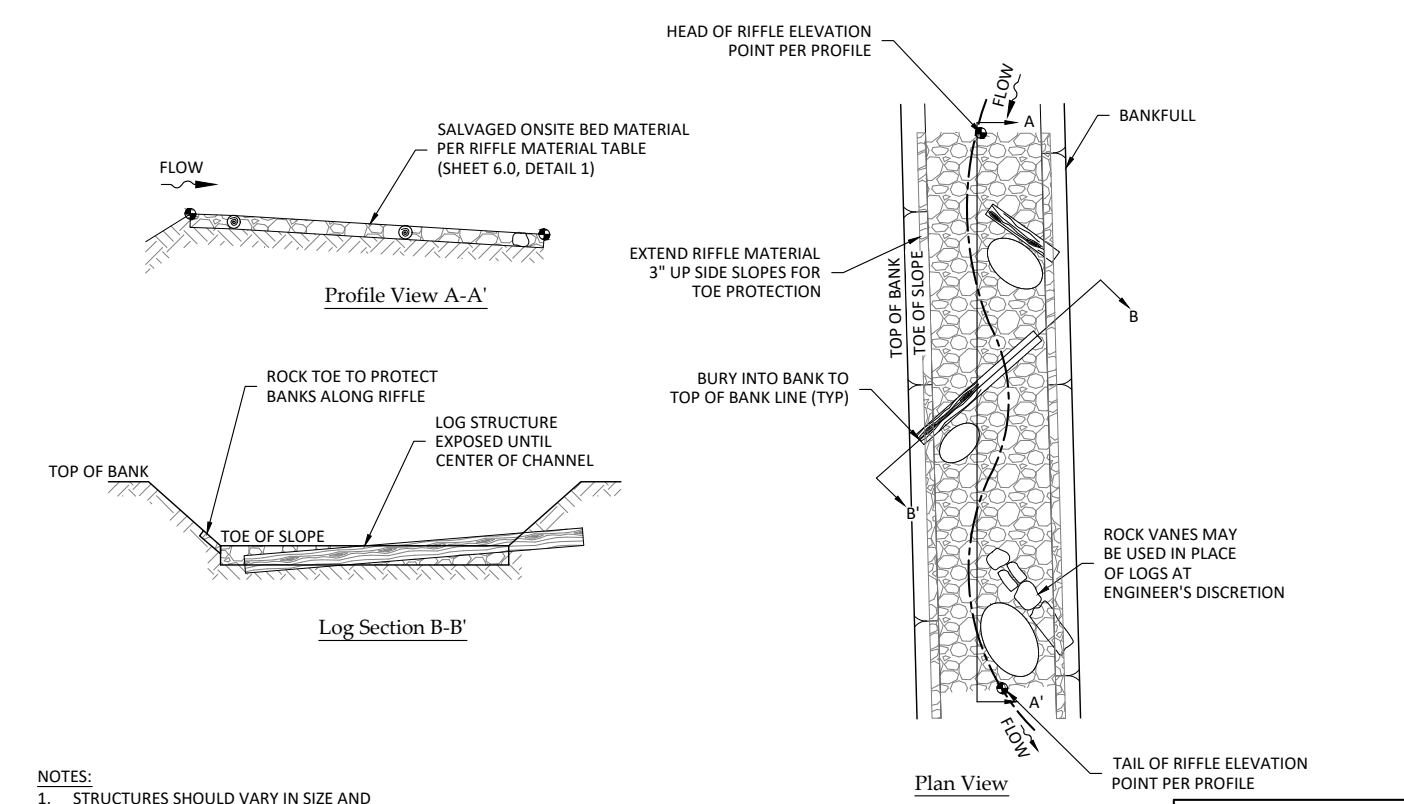 HEAD OF RIFFLE ELEVATION
POINT PER PROFILE
FLOW
A
BANKFULL
SALVAGED ONSITE BED MATERIAL
PER RIFFLE MATERIAL TABLE
(SHEET 6.0, DETAIL 1)
FLOW
Profile View A-A'
EXTEND RIFFLE MATERIAL
3" UP SIDE SLOPES FOR
TOE PROTECTION
TOP OF BANK
TOE OF SLOPE
B
BURY INTO BANK TO
TOP OF BANK LINE (TYP)
B'
ROCK TOE TO PROTECT
BANKS ALONG RIFFLE
LOG STRUCTURE
EXPOSED UNTIL
CENTER OF CHANNEL
TOP OF BANK
TOE OF SLOPE
Log Section B-B'
ROCK VANES MAY
BE USED IN PLACE
OF LOGS AT
ENGINEER'S DISCRETION
A'
FLOW
TAIL OF RIFFLE ELEVATION
POINT PER PROFILE
Plan View
NOTES:
1. STRUCTURES SHOULD VARY IN SIZE AND